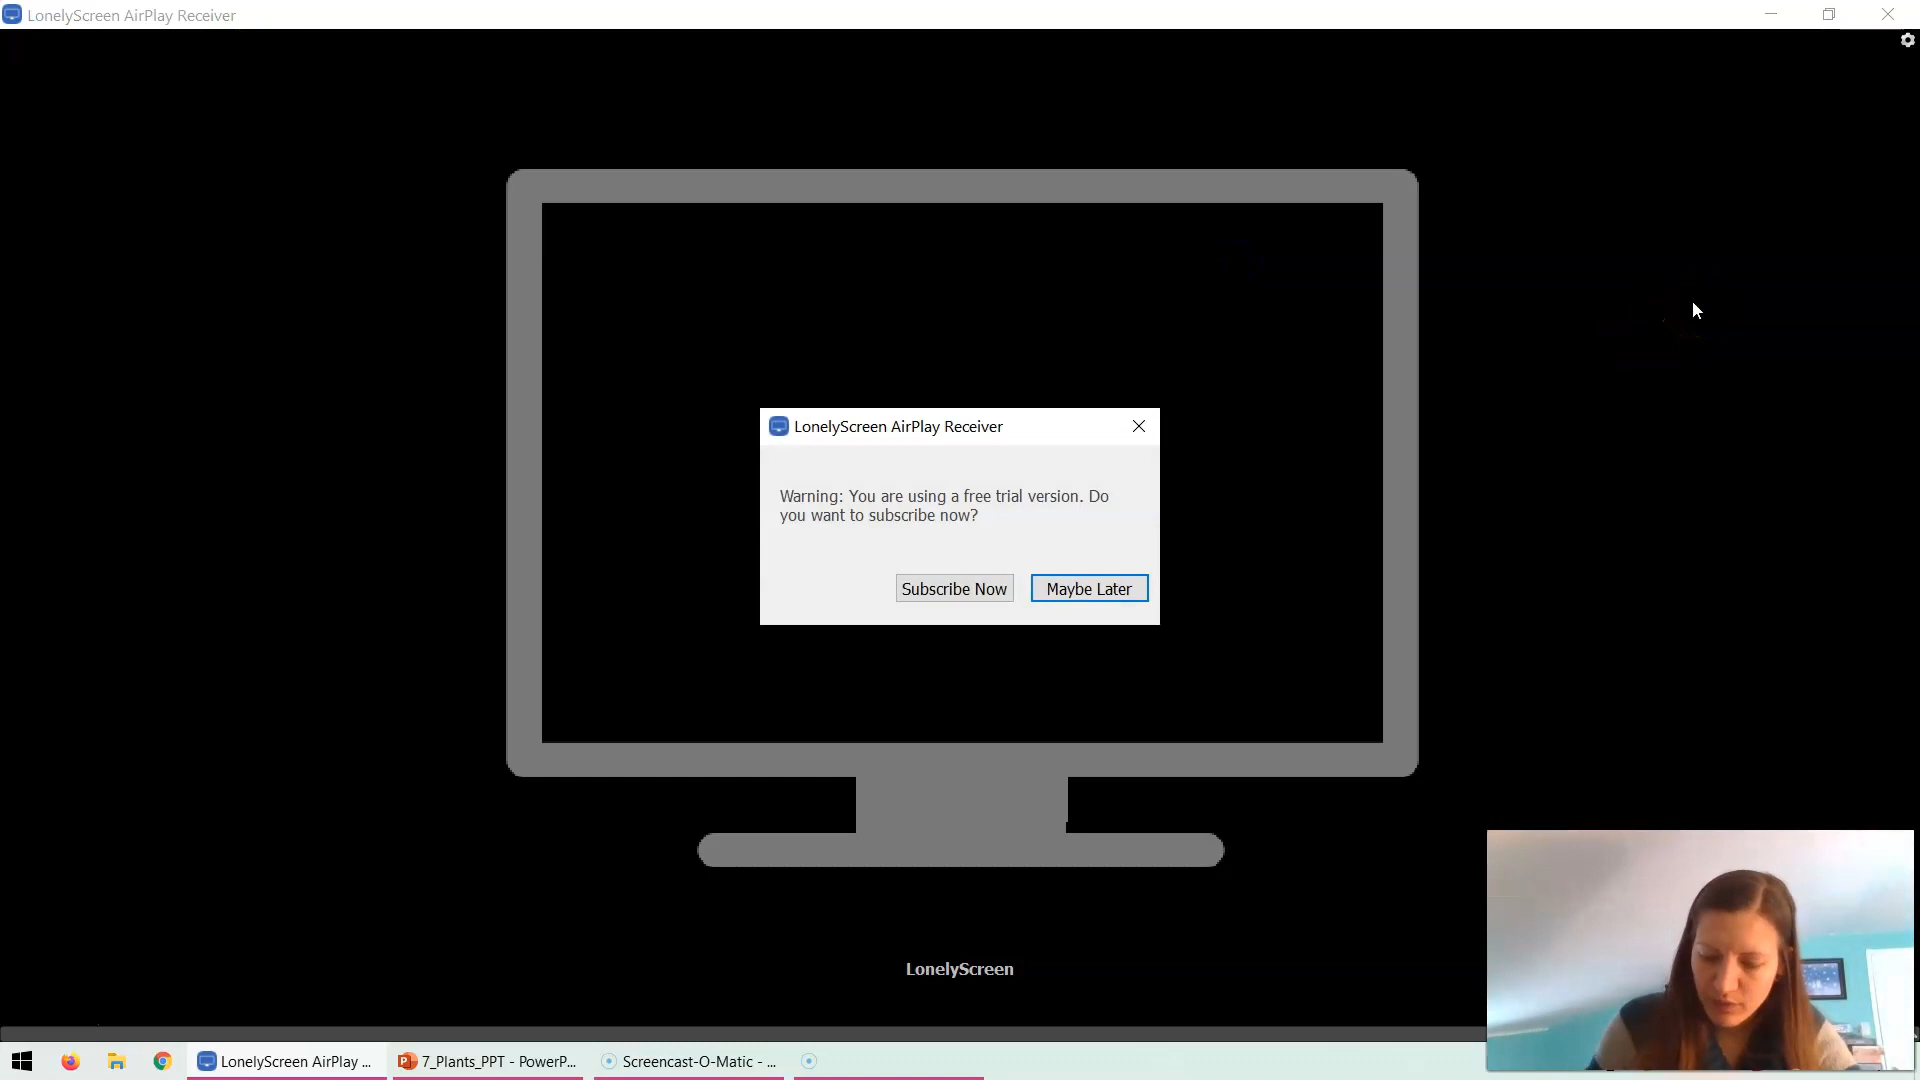 LonelyScreen AirPlay Receiver
LonelyScreen AirPlay Receiver
Warning: You are using a free trial version. Do
you want to subscribe now?
Subscribe Now
Maybe Later
LonelyScreen
LonelyScreen AirPlay ...
7_Plants_PPT - PowerP...
Screencast-O-Matic - ...